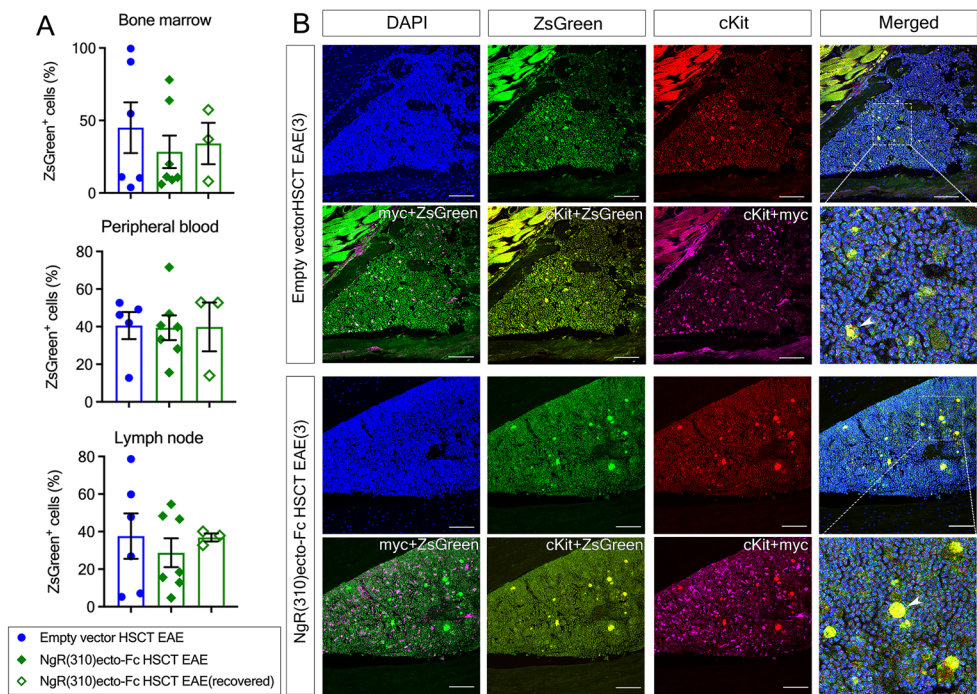 A
Bone marrow
ZsGreen+ cells (%)
100
50
0
Peripheral blood
ZsGreen+ cells (%)
80
60
40
20
0
Lymph node
ZsGreen+ cells (%)
80
60
40
20
0
Empty vector HSCT EAE
NgR(310)ecto-Fc HSCT EAE
NgR(310)ecto-Fc HSCT EAE(recovered)
B
DAPI
ZsGreen
cKit
Merged
Empty vectorHSCT EAE(3)
myc+ZsGreen
cKit+ZsGreen
cKit+myc
NgR(310)ecto-Fc HSCT EAE(3)
myc+ZsGreen
cKit+ZsGreen
cKit+myc